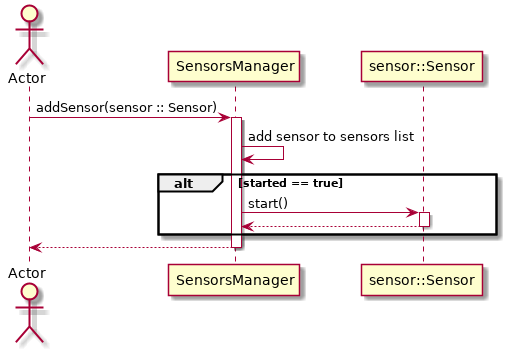 Actor
SensorsManager
sensor::Sensor
addSensor(sensor :: Sensor)
add sensor to sensors list
alt
[started == true]
start()
Actor
SensorsManager
sensor::Sensor